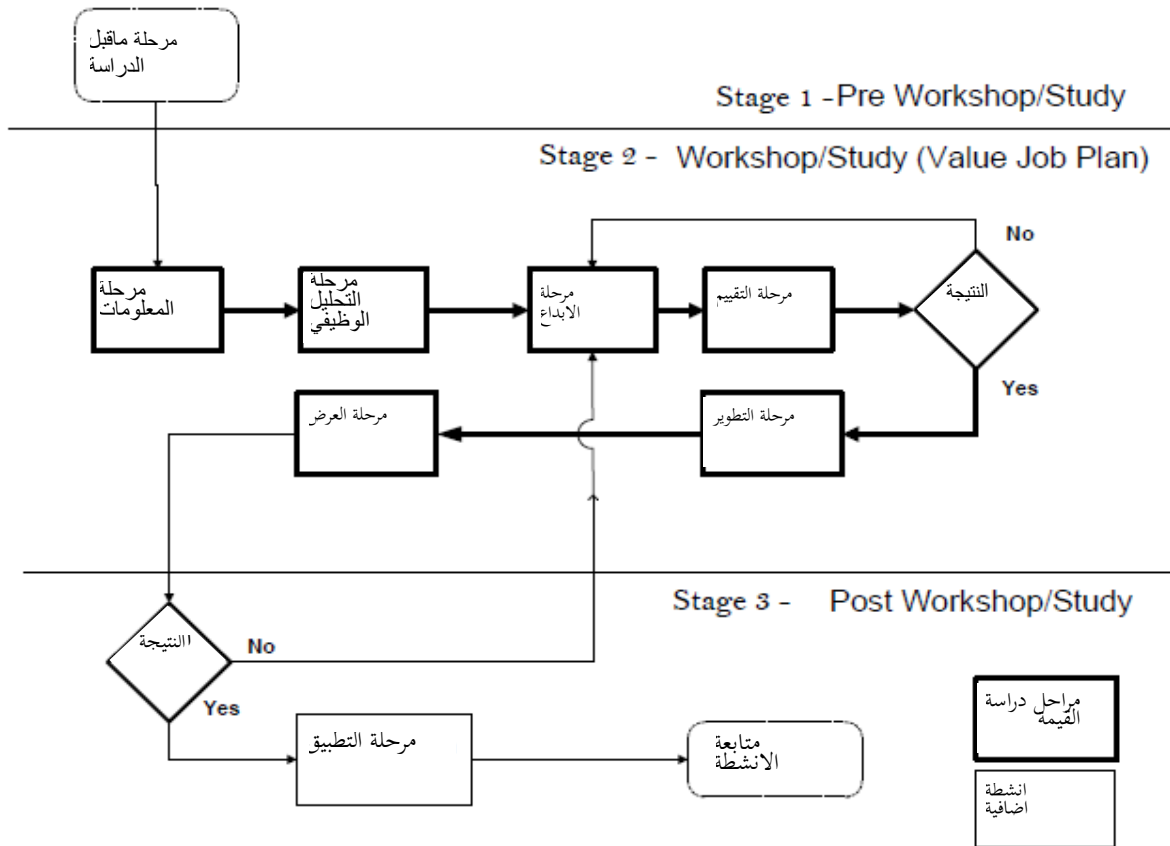 مرحلة ماقبل
الدراسة
Stage 1 -Pre Workshop/Study
Stage 2 - Workshop/Study (Value Job Plan)
No
مرحلة
المعلومات
مرحلة
التحليل
الوظيفي
مرحلة
الابداع
مرحلة التقييم
النتيجة
Yes
مرحلة العرض
مرحلة التطوير
Stage 3 - Post Workshop/Study
االنتيجة
No
Yes
مرحلة التطبيق
متابعة
الانشطة
مراحل دراسة
القيمه
انشطة
اضافية